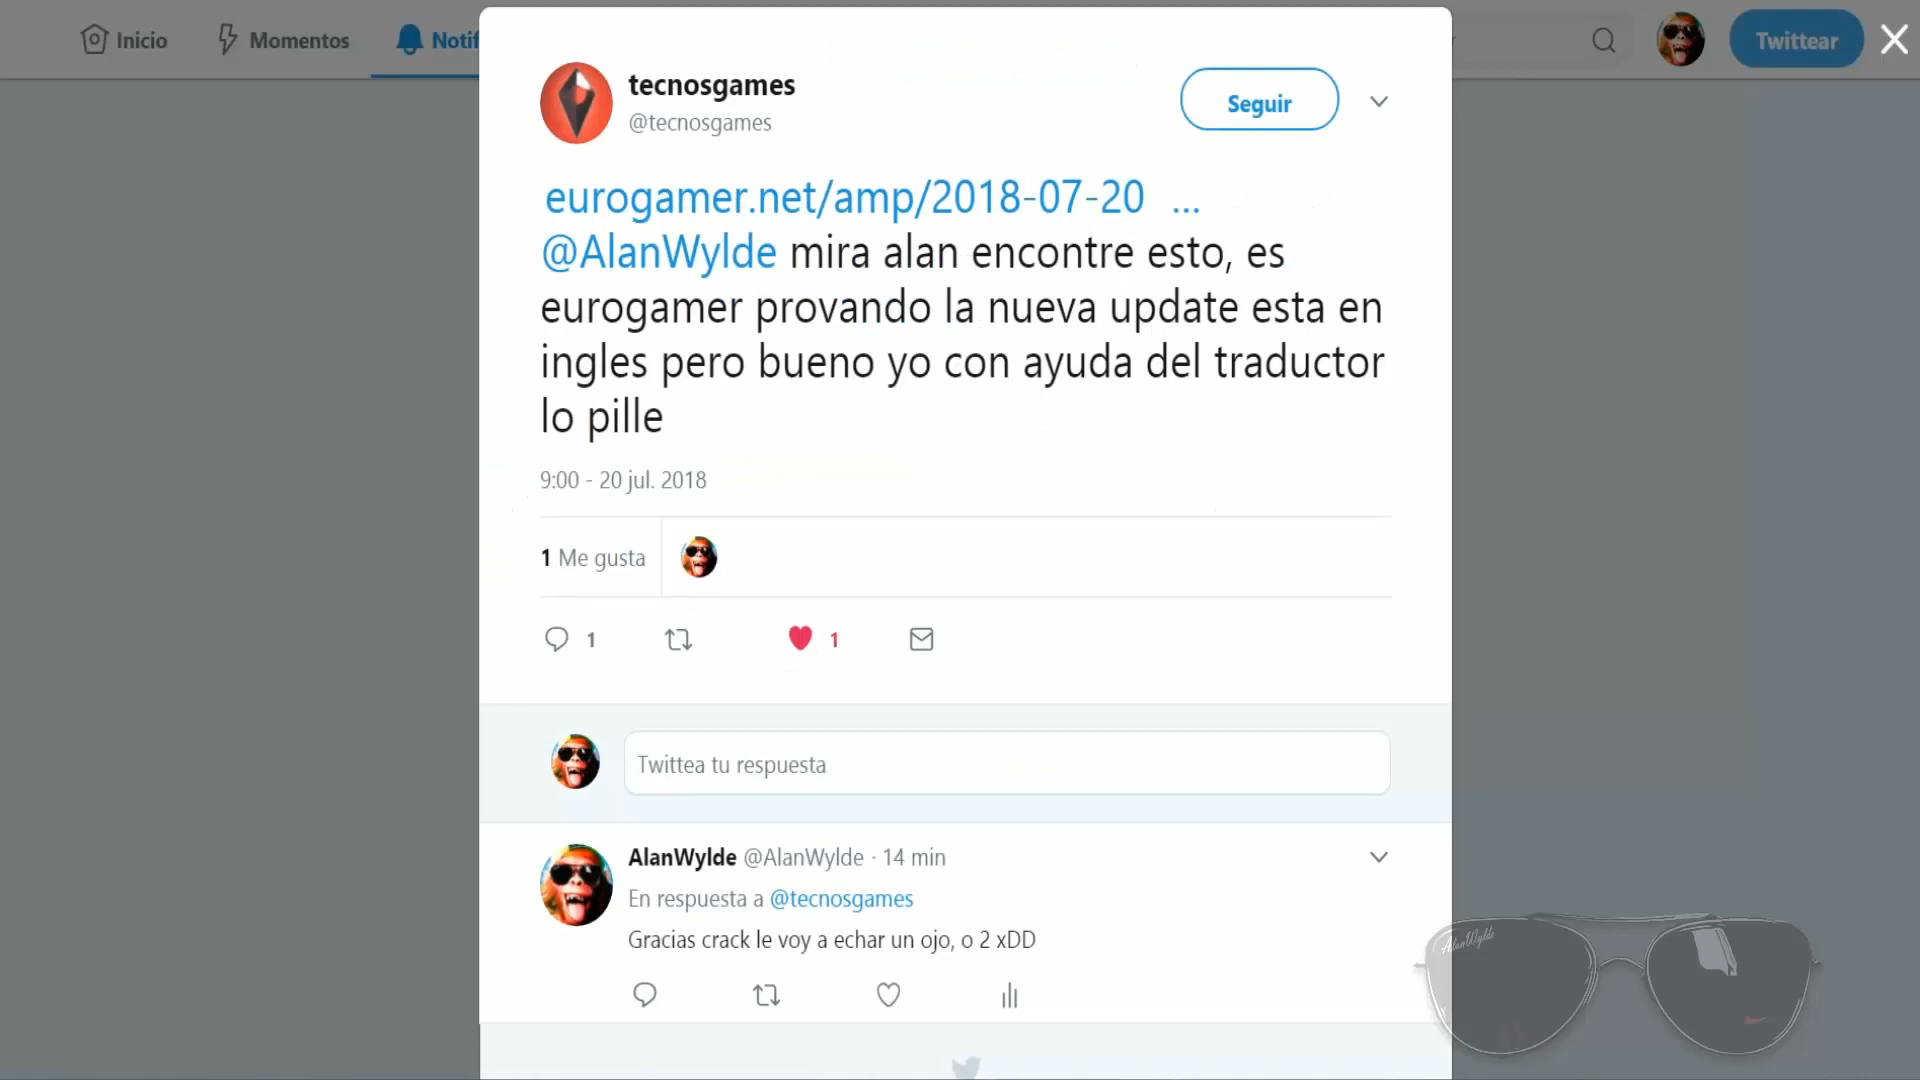 Inicio
Momentos
Notif
Twittear
tecnosgames
@tecnosgames
Seguir
eurogamer.net/amp/2018-07-20 ...
@AlanWylde mira alan encontre esto, es
eurogamer provando la nueva update esta en
ingles pero bueno yo con ayuda del traductor
lo pille
9:00 - 20 jul. 2018
1 Me gusta
1
1
Twittea tu respuesta
AlanWylde @AlanWylde · 14 min
En respuesta a @tecnosgames
Gracias crack le voy a echar un ojo, o 2 xDD
AlanWylde